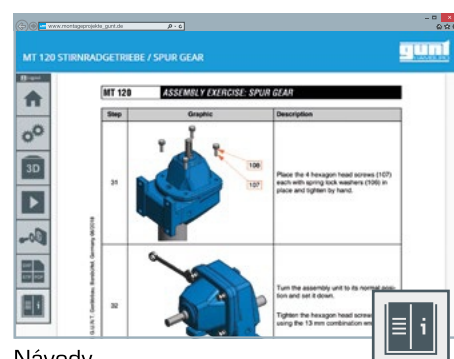 www.montageprojekte_gunt.de
MT 120 STIRNRADGETRIEBE / SPUR GEAR
gunt
MT 120 ASSEMBLY EXERCISE: SPUR GEAR
Step Graphic Description
31
106
107
Place the 4 hexagon head screws (107)
each with spring lock washers (106) in
place and tighten by hand.
32
Turn the assembly unit to its normal posi-
tion and set it down.
Tighten the hexagon head screws
using the 13 mm combination
3D
i
i
Návody